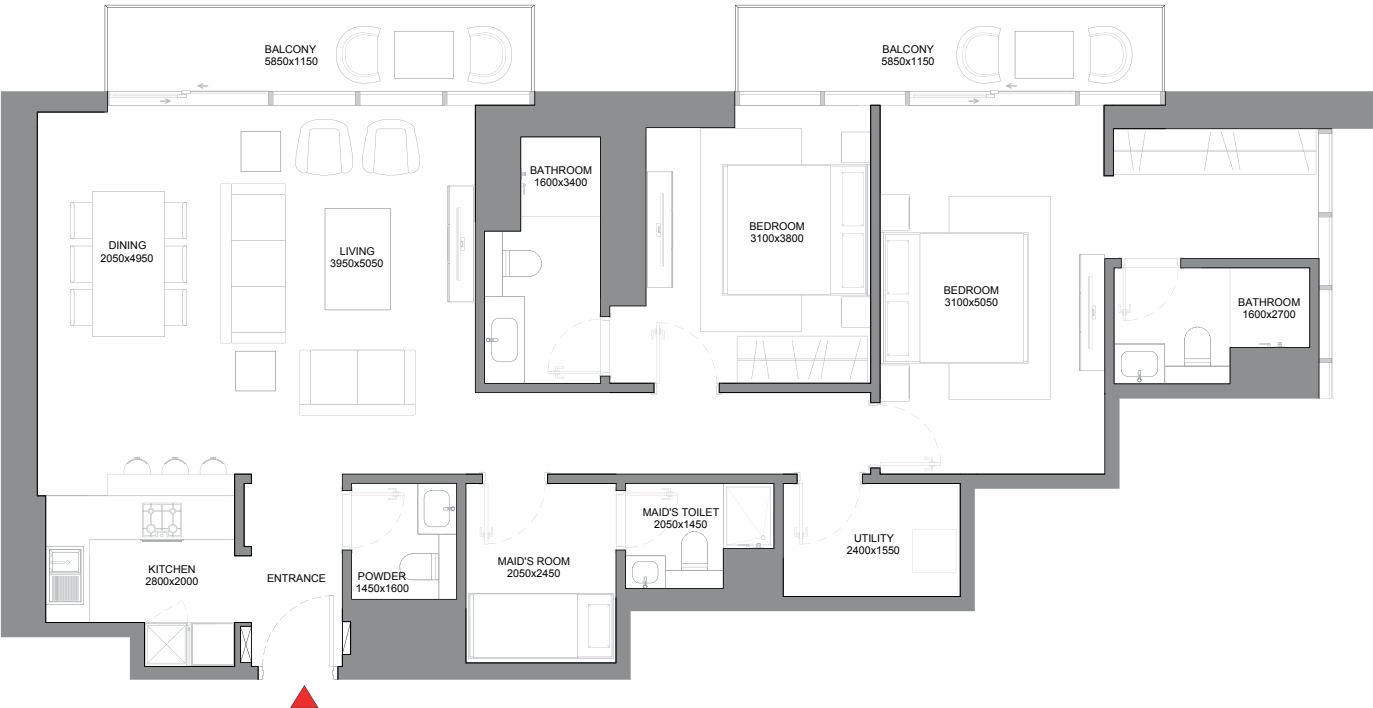 BALCONY
5850x1150
BALCONY
5850x1150
BATHROOM
1600x3400
BEDROOM
3100x3800
DINING
2050x4950
LIVING
3950x5050
BEDROOM
3100x5050
BATHROOM
1600x2700
MAID'S TOILET
2050x1450
UTILITY
2400x1550
KITCHEN
2800x2000
ENTRANCE
POWDER
1450x1600
MAID'S ROOM
2050x2450